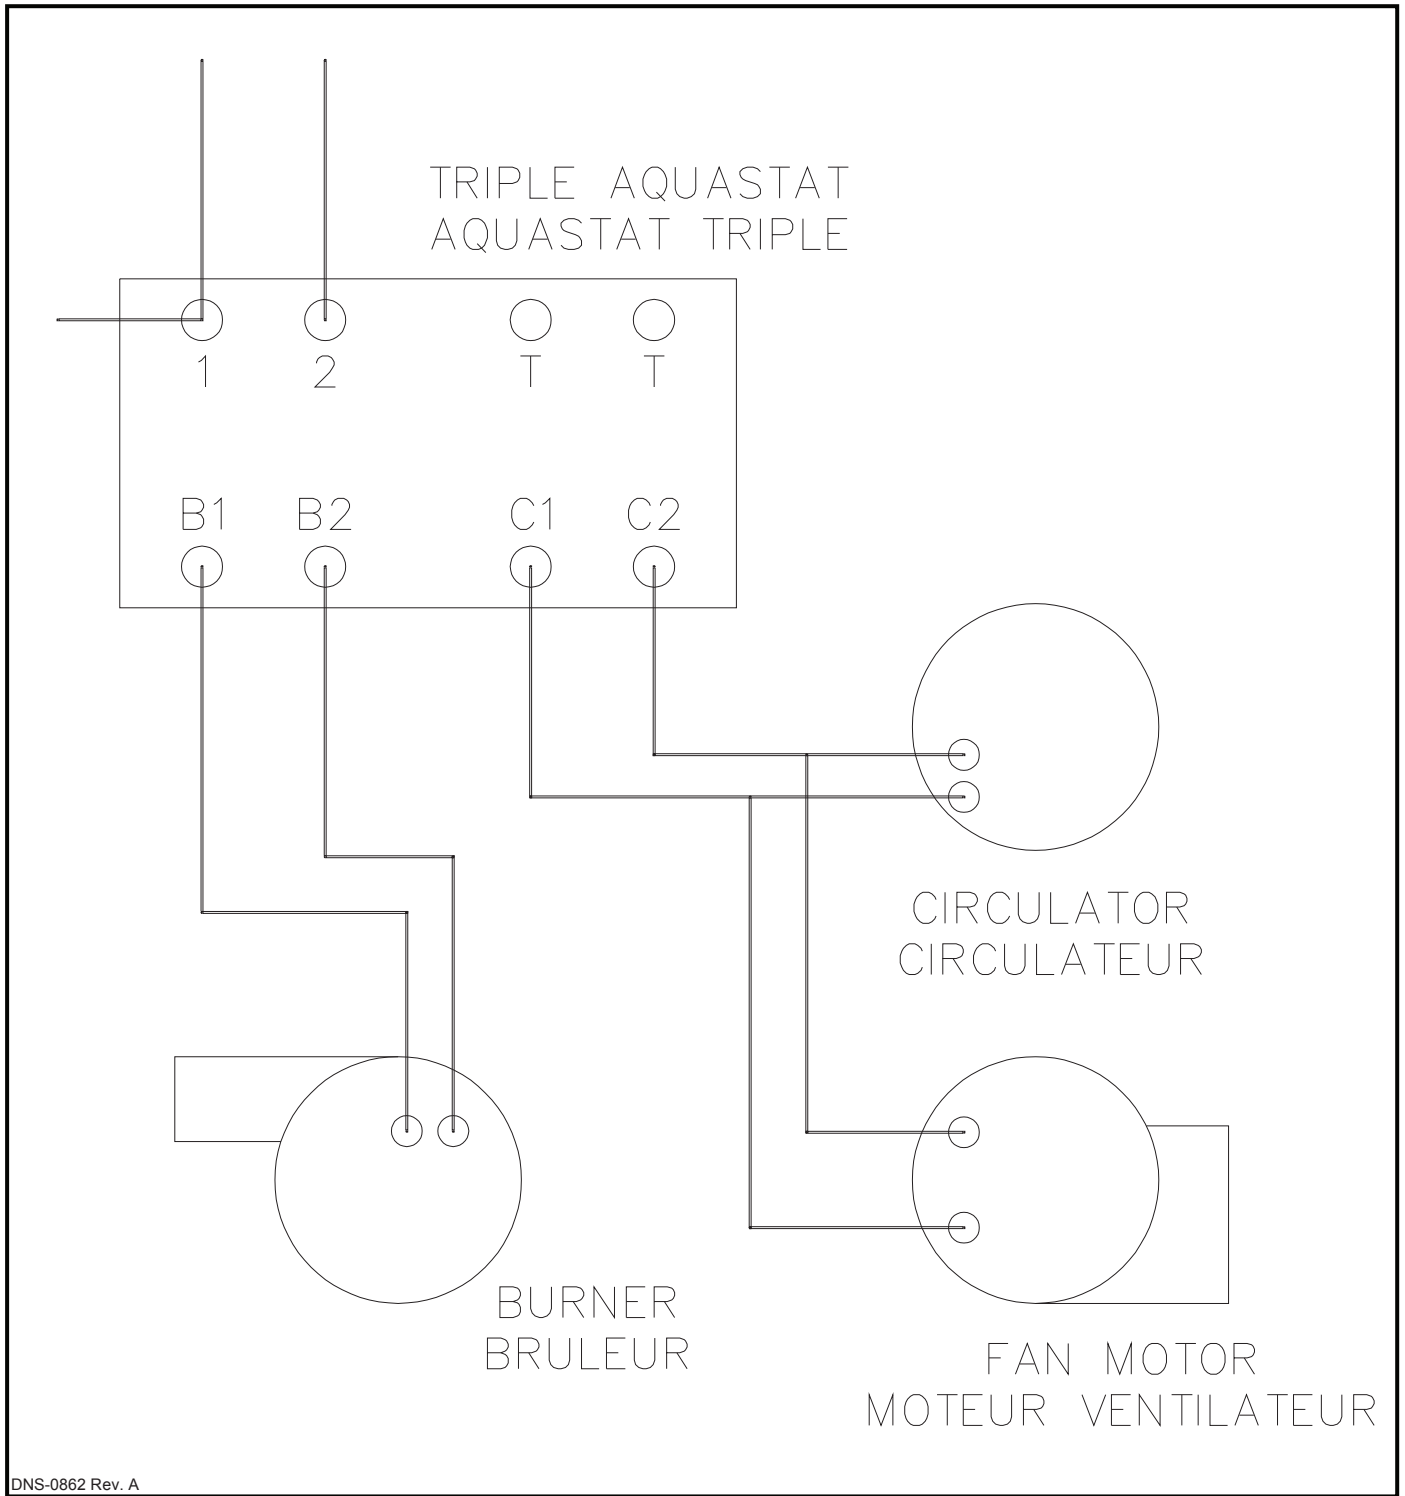 TRIPLE AQUASTAT
AQUASTAT TRIPLE
1 2 T T
B1 B2 C1 C2
CIRCULATOR
CIRCULATEUR
BURNER
BRULEUR
FAN MOTOR
MOTEUR VENTILATEUR
DNS-0862 Rev. A